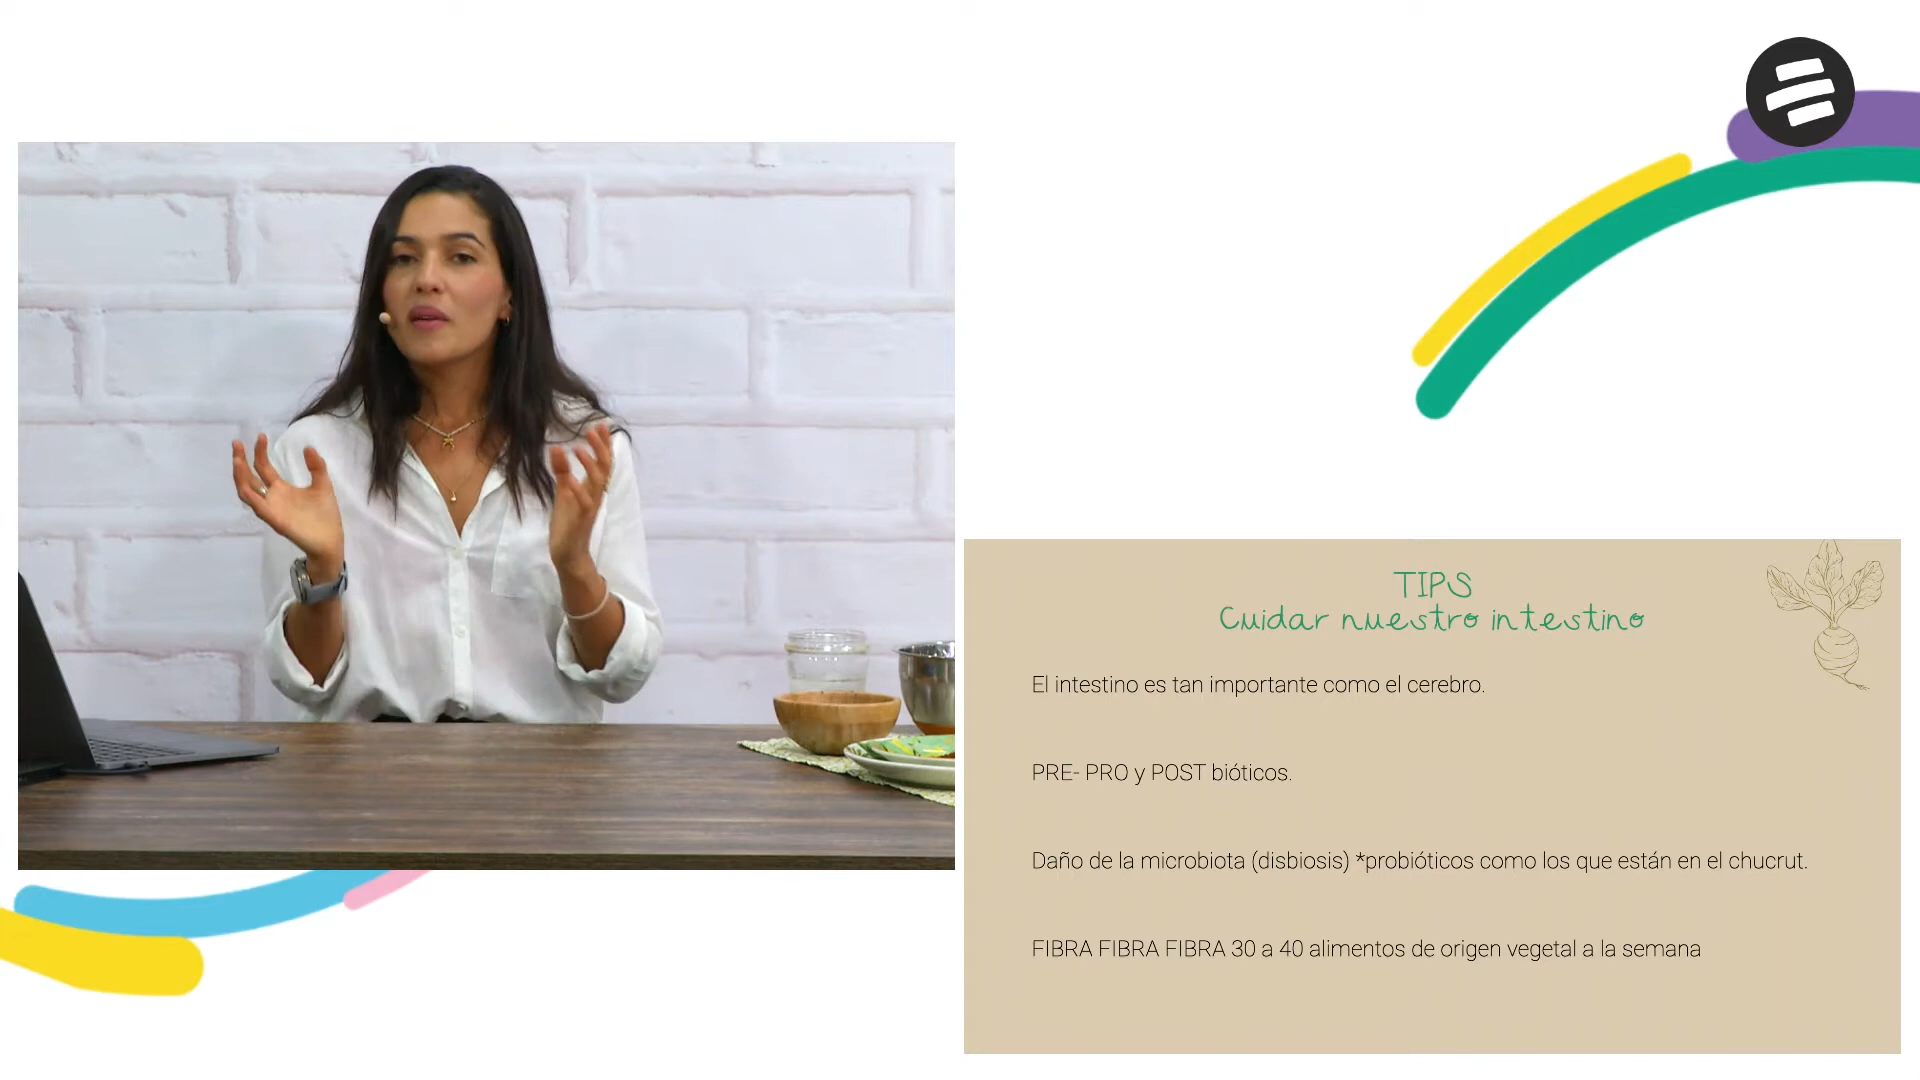 TIPS
Cuidar nuestro intestino
El intestino es tan importante como el cerebro.
PRE- PRO y POST bióticos.
Daño de la microbiota (disbiosis) *probióticos como los que están en el chucrut.
FIBRA FIBRA FIBRA 30 a 40 alimentos de origen vegetal a la semana